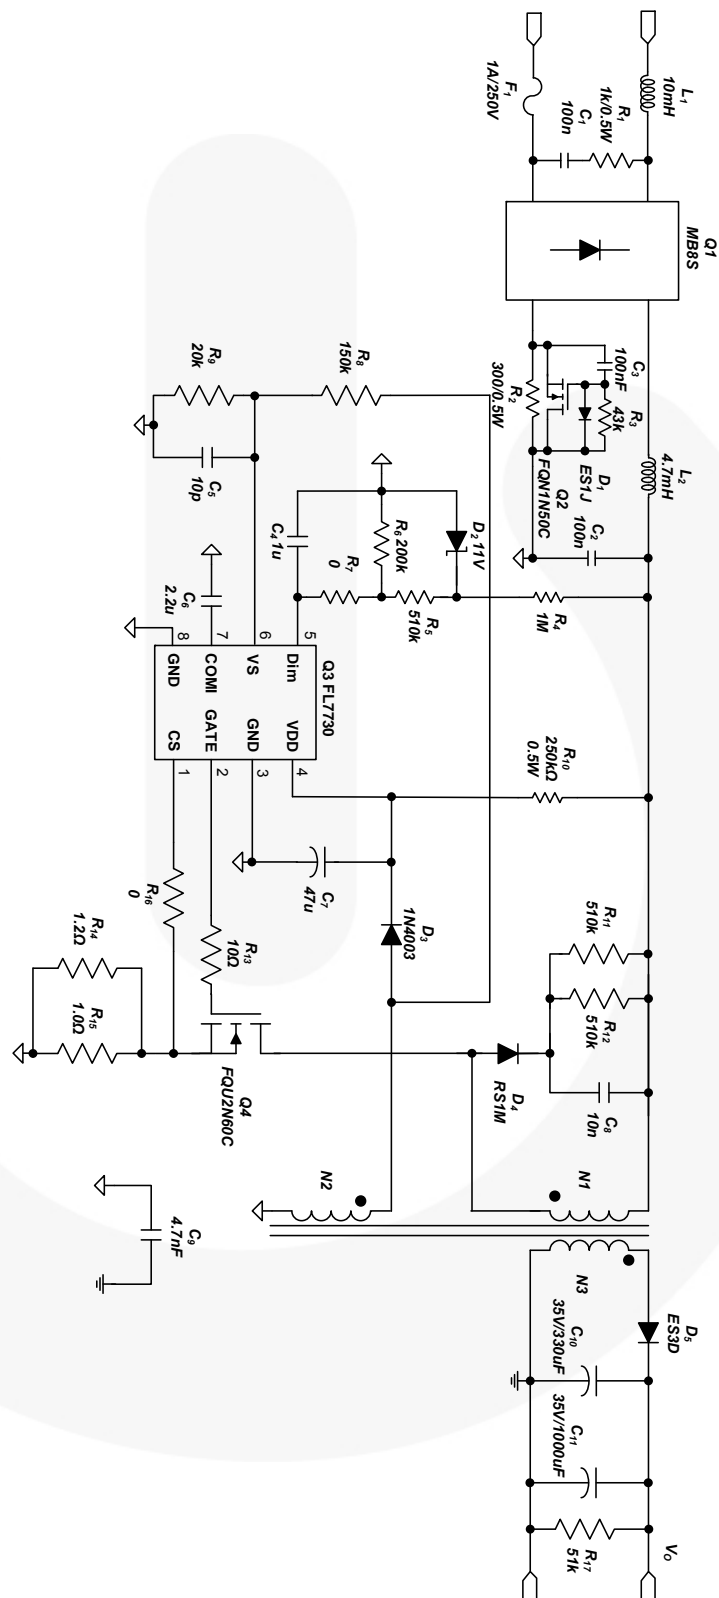 L1
10mH
F1
1A/250V
R1
1k/0.5W
C1
100n
Q1
MB8S
C3
100nF
R3
43k
D1
ES1J
Q2
FQN1N50C
R2
300/0.5W
L2
4.7mH
C2
100n
R8
150k
R9
20k
C5
10p
D2 11V
R6 200k
R7
0
C4 1u
R5
510k
R4
1M
C6
2.2u
Q3 FL7730
5 Dim
6 VS
7 COMI
8 GND
VDD 4
GND 3
GATE 2
CS 1
R10
250kΩ
0.5W
C7
47u
D3
1N4003
R16
0
R13
10Ω
R14
1.2Ω
R15
1.0Ω
Q4
FQU2N60C
R11
510k
R12
510k
C8
10n
D4
RS1M
N1
N2
N3
C9
4.7nF
D5
ES3D
C10
35V/330uF
C11
35V/1000uF
R17
51k
VO